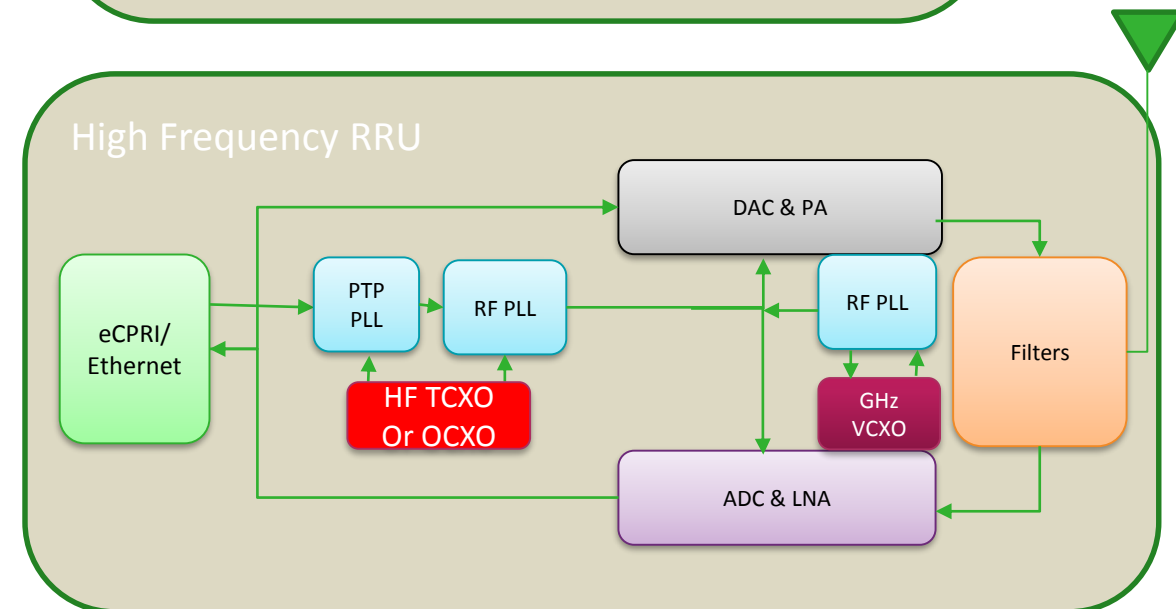 High Frequency RRU
DAC & PA
PTP
PLL
RF PLL
RF PLL
eCPRI/
Ethernet
Filters
HF TCXO
Or OCXO
GHz
VCXO
ADC & LNA